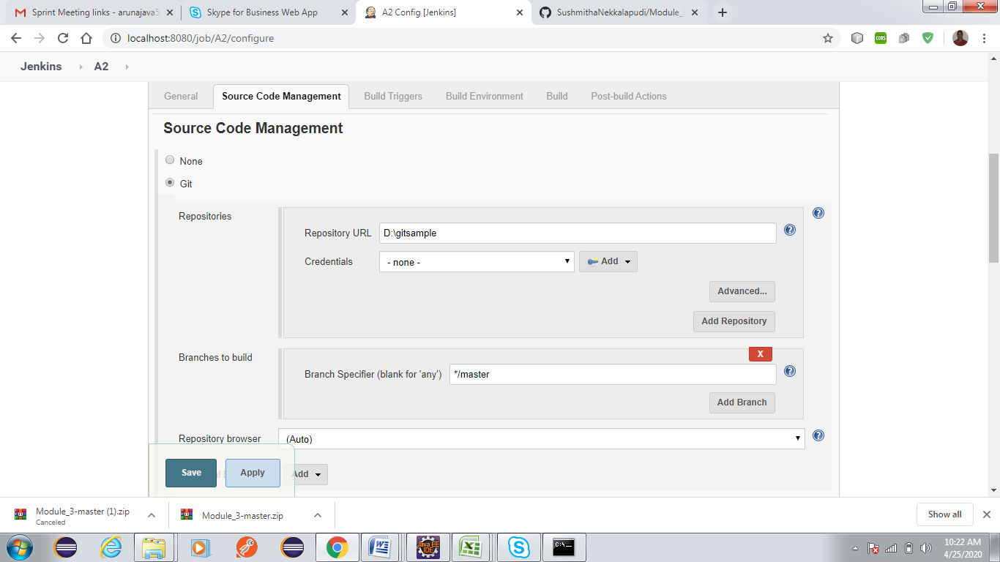 Sprint Meeting links - arunajava5
Skype for Business Web App
A2 Config [Jenkins]
SushmithaNekkalapudi/Module_
localhost:8080/job/A2/configure
CORS
Jenkins
A2
General
Source Code Management
Build Triggers
Build Environment
Build
Post-build Actions
Source Code Management
None
Git
Repositories
Repository URL
D:\gitsample
Credentials
- none -
Add
Advanced...
Add Repository
Branches to build
X
Branch Specifier (blank for 'any')
*/master
Add Branch
Repository browser
(Auto)
Save
Apply
Add
Module_3-master (1).zip
Canceled
Module_3-master.zip
Show all
Java EE
IDE
C:\.
10:22 AM
4/25/2020